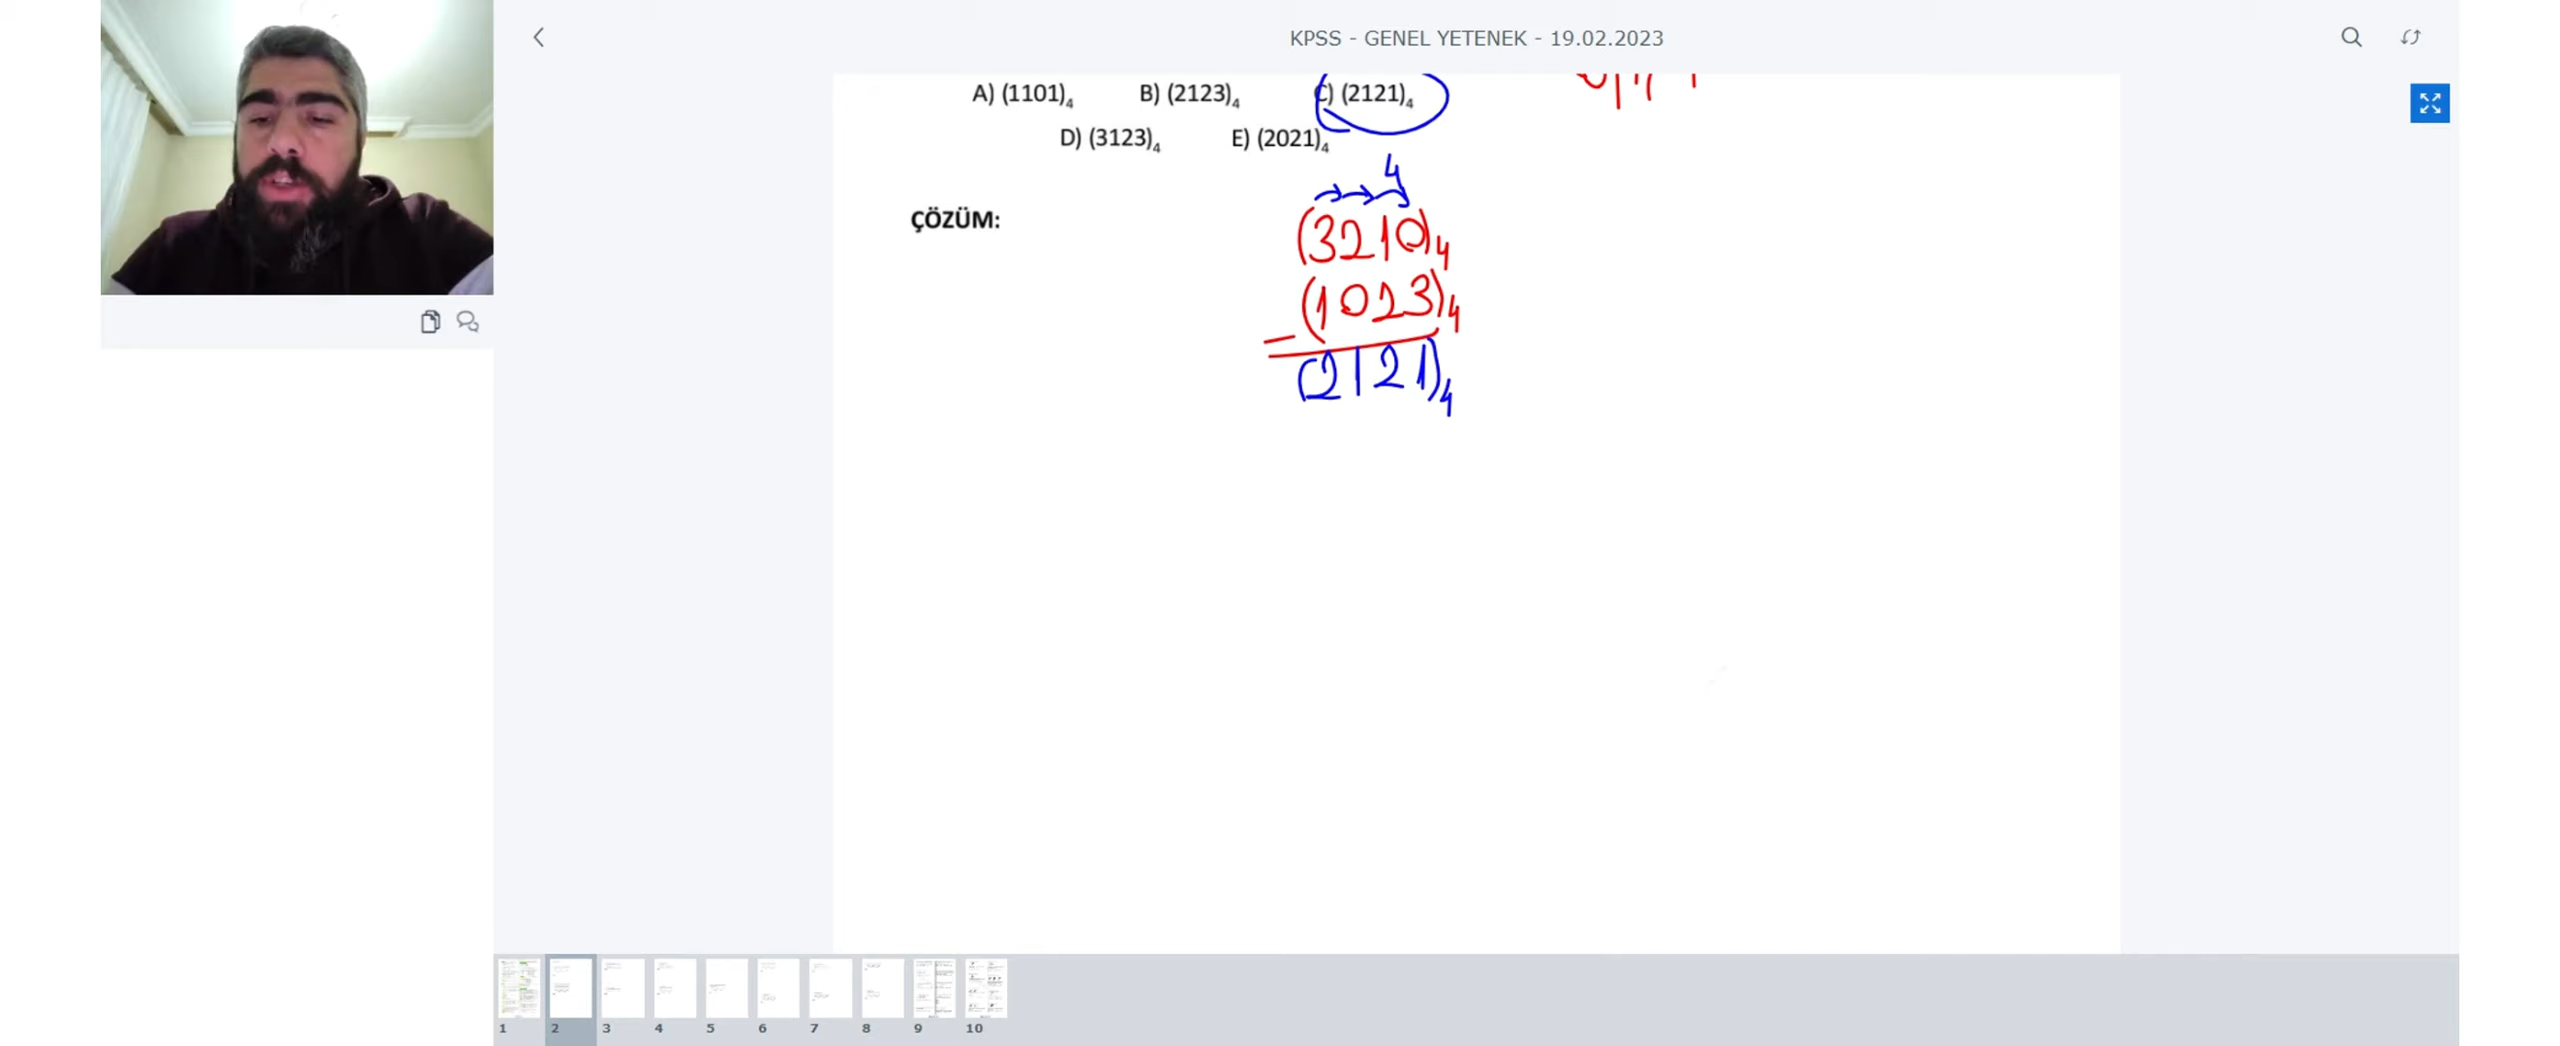 KPSS - GENEL YETENEK - 19.02.2023
A) (1101)₄ B) (2123)₄ C) (2121)₄
D) (3123)₄ E) (2021)₄
4
ÇÖZÜM:
(3210)₄
(1023)₄
−
(2121)₄
1 2 3 4 5 6 7 8 9 10